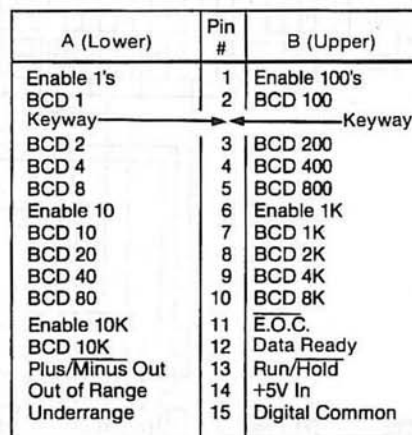 A (Lower) Pin # B (Upper)
Enable 1's 1 Enable 100's
BCD 1 2 BCD 100
Keyway Keyway
BCD 2 3 BCD 200
BCD 4 4 BCD 400
BCD 8 5 BCD 800
Enable 10 6 Enable 1K
BCD 10 7 BCD 1K
BCD 20 8 BCD 2K
BCD 40 9 BCD 4K
BCD 80 10 BCD 8K
Enable 10K 11 E.O.C.
BCD 10K 12 Data Ready
Plus/Minus Out 13 Run/Hold
Out of Range 14 +5V In
Underrange 15 Digital Common